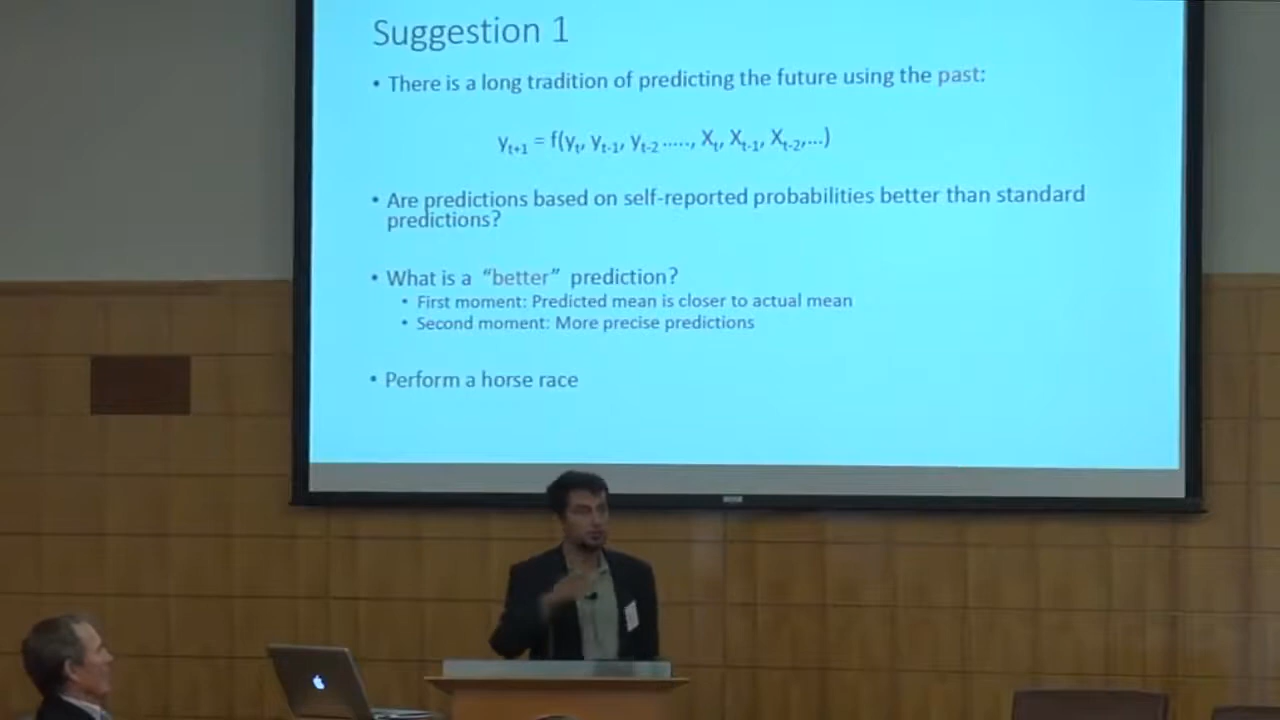 Suggestion 1
• There is a long tradition of predicting the future using the past:
yt+1 = f(yt, yt-1, yt-2 ....., Xt, Xt-1, Xt-2,...)
• Are predictions based on self-reported probabilities better than standard
predictions?
• What is a “better” prediction?
• First moment: Predicted mean is closer to actual mean
• Second moment: More precise predictions
• Perform a horse race